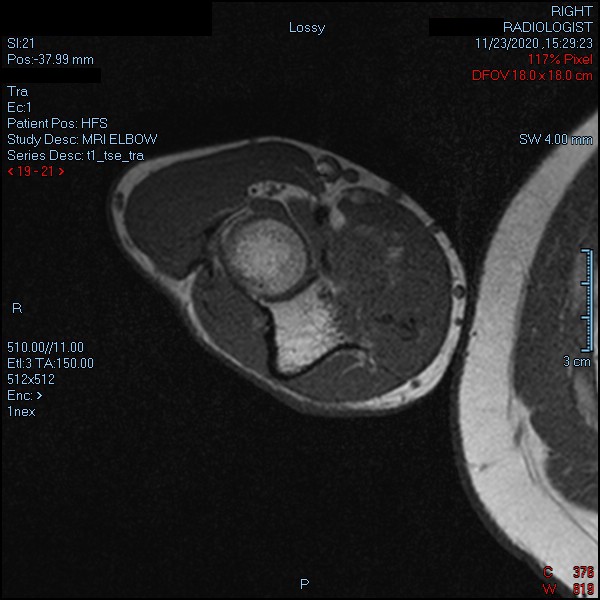 RIGHT
Lossy
RADIOLOGIST
SI:21
11/23/2020 ,15:29:23
Pos:-37.99 mm
117% Pixel
DFOV 18.0 x 18.0 cm
Tra
Ec:1
Patient Pos: HFS
Study Desc: MRI ELBOW
SW 4.00 mm
Series Desc: t1_tse_tra
< 19 - 21 >
R
510.00//11.00
Etl:3 TA:150.00
3 cm
512x512
Enc: >
1nex
C 376
P
W 819